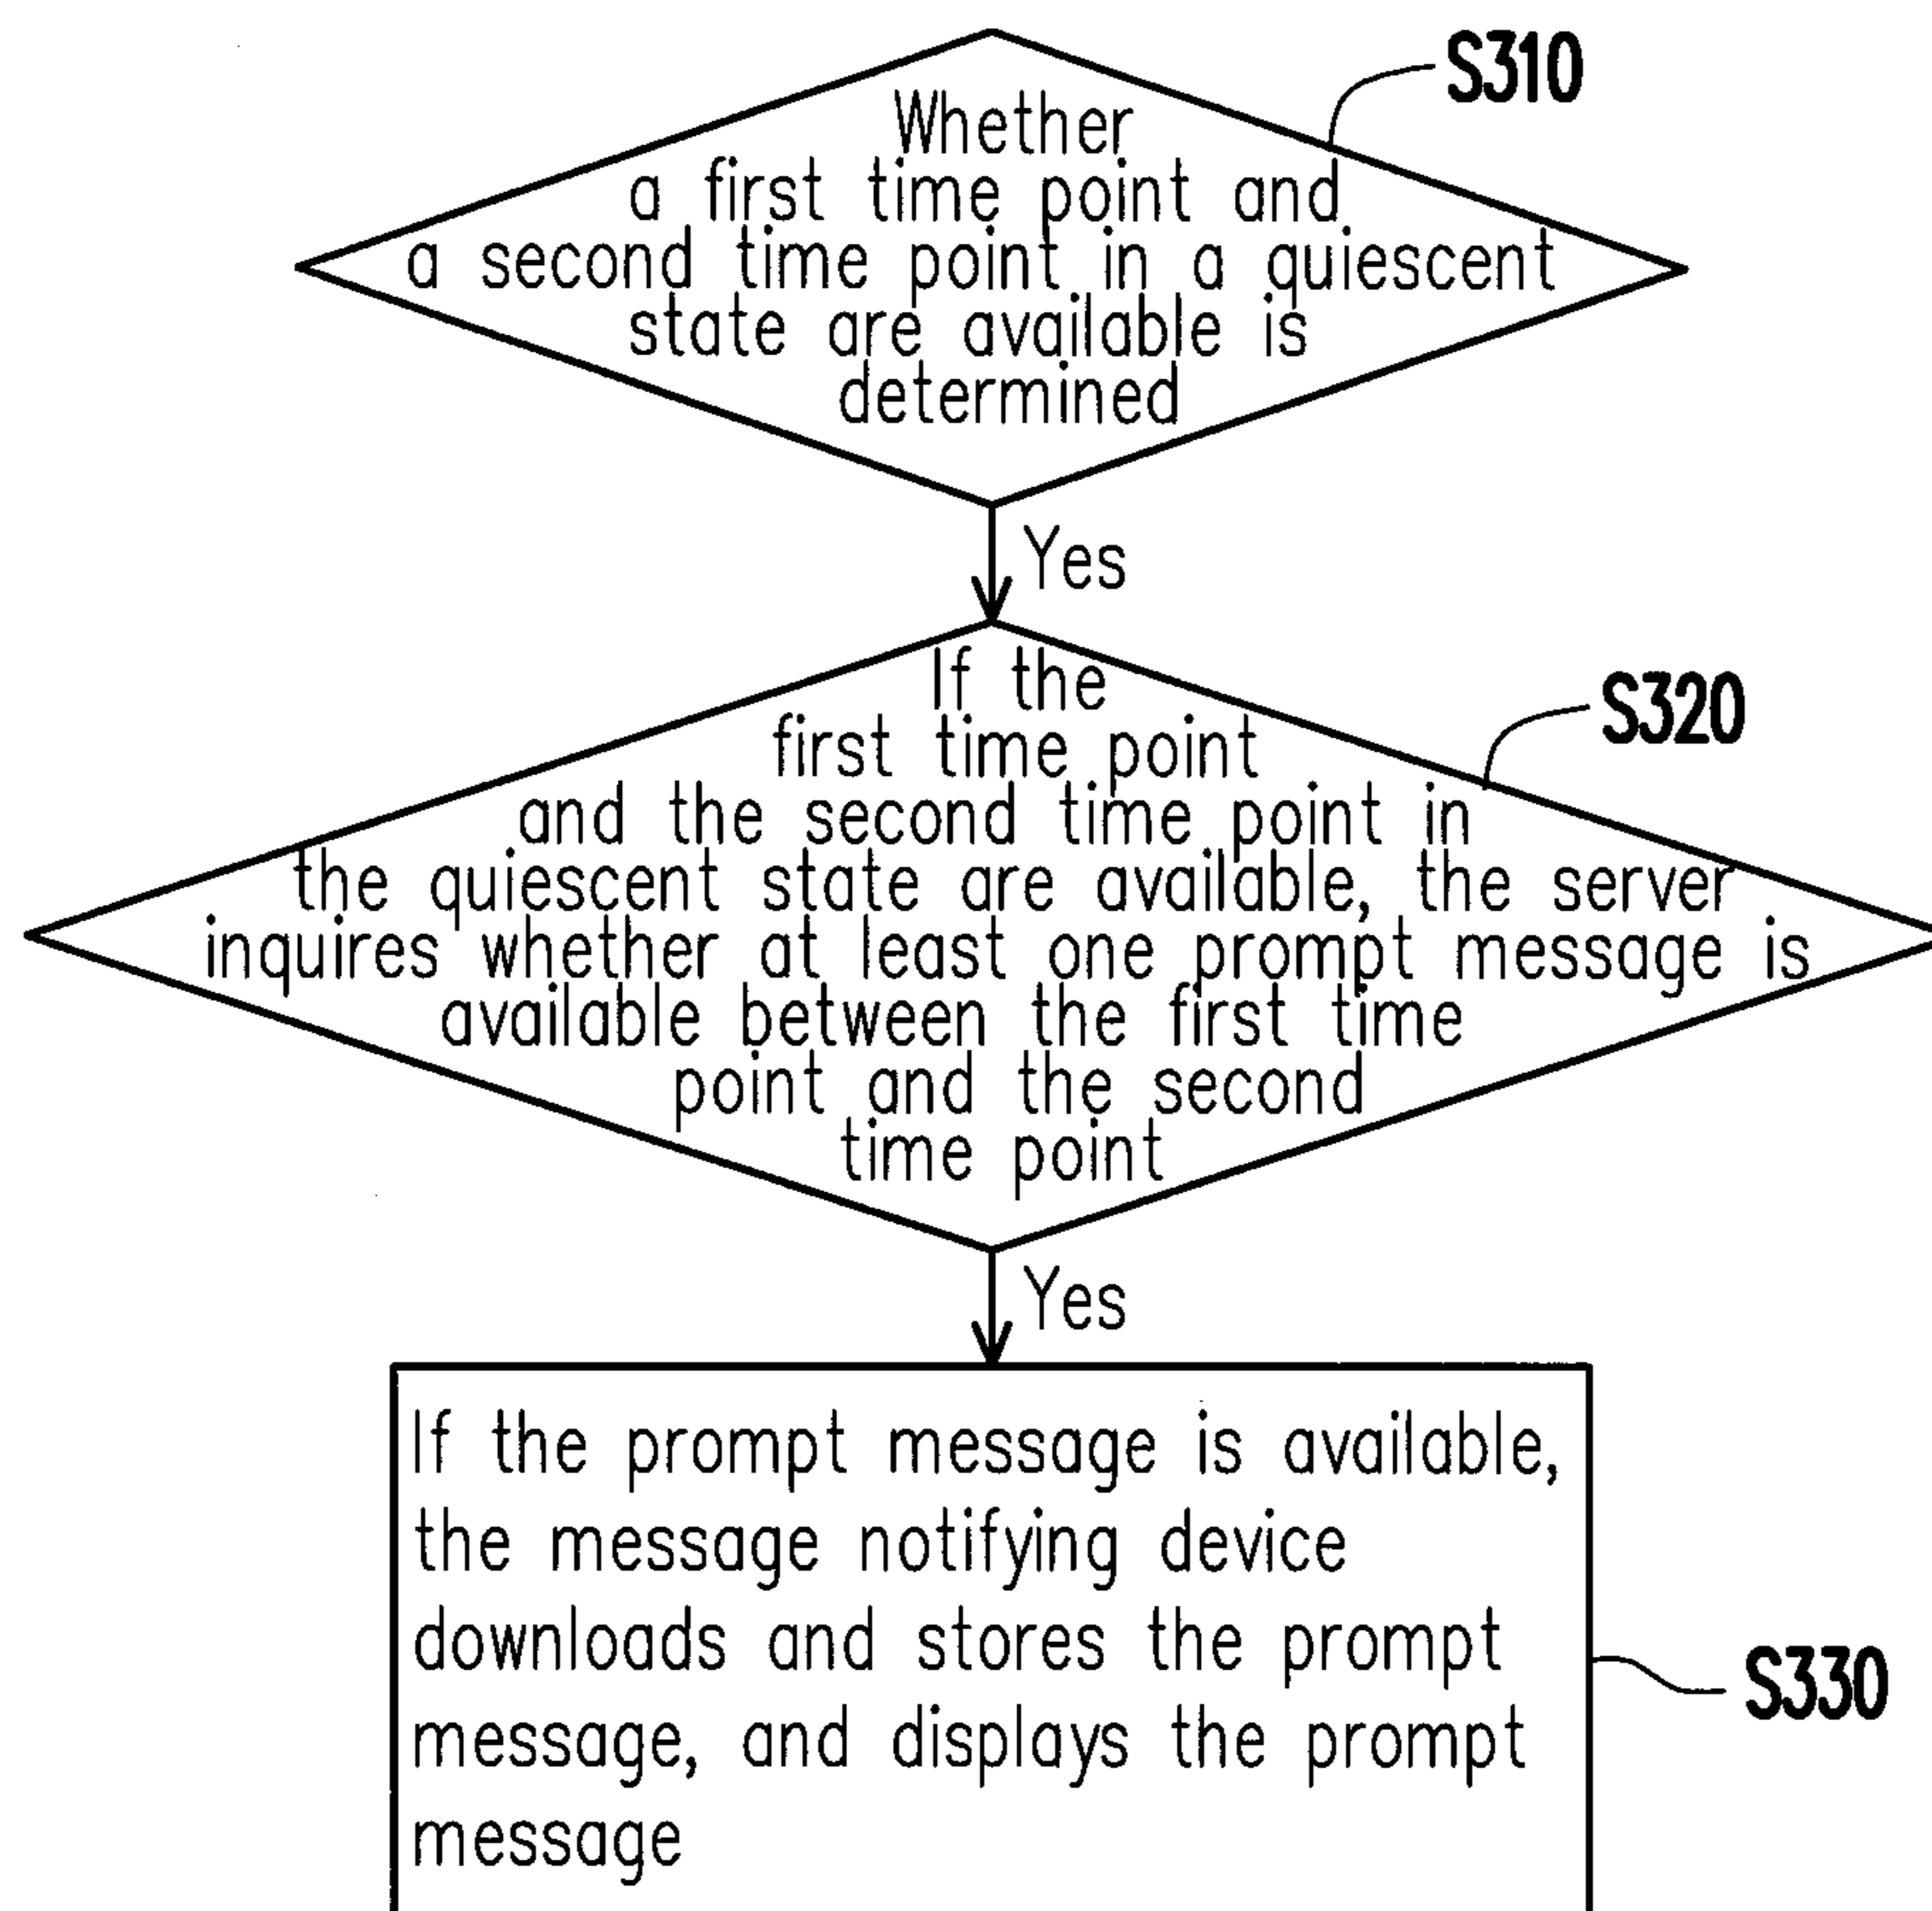 S310
Whether
a first time point and
a second time point in a quiescent
state are available is
determined
Yes
If the
first time point
S320
and the second time point in
the quiescent state are available, the server
inquires whether at least one prompt message is
available between the first time
point and the second
time point
Yes
If the prompt message is available,
the message notifying device
downloads and stores the prompt
S330
message, and displays the prompt
message